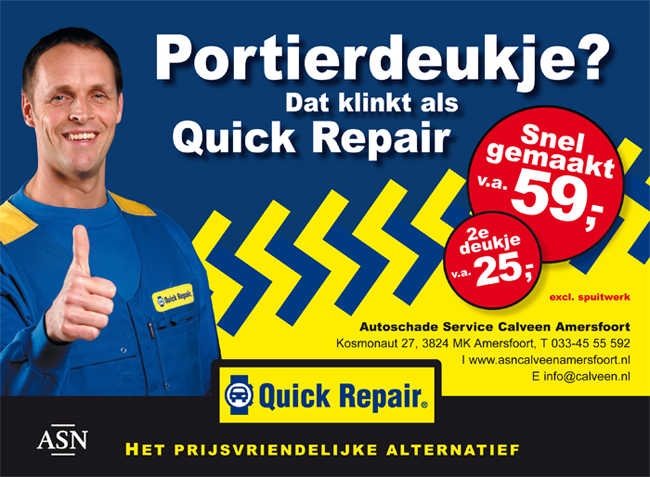 Portierdeukje?
Dat klinkt als
Quick Repair
Snel
gemaakt
v.a. 59,-
2e
deukje
v.a. 25,-
excl. spuitwerk
Quick Repair
Autoschade Service Calveen Amersfoort
Kosmonaut 27, 3824 MK Amersfoort, T 033-45 55 592
I www.asncalveenamersfoort.nl
E info@calveen.nl
Quick Repair®
ASN
HET PRIJSVRIENDELIJKE ALTERNATIEF